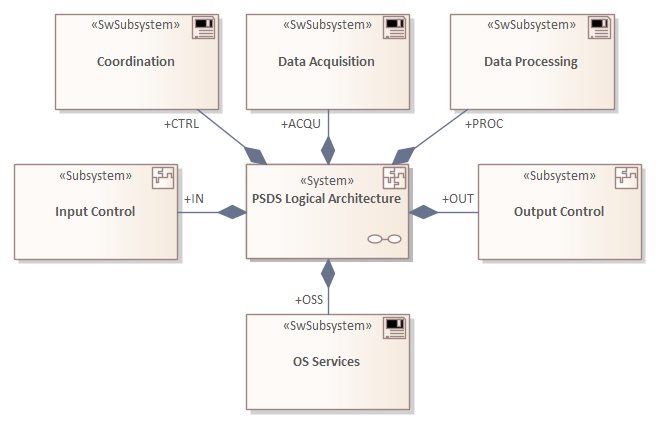 «SwSubsystem»
Coordination
«SwSubsystem»
Data Acquisition
«SwSubsystem»
Data Processing
+CTRL
+ACQU
+PROC
«Subsystem»
Input Control
+IN
«System»
PSDS Logical Architecture
+OUT
«Subsystem»
Output Control
+OSS
«SwSubsystem»
OS Services